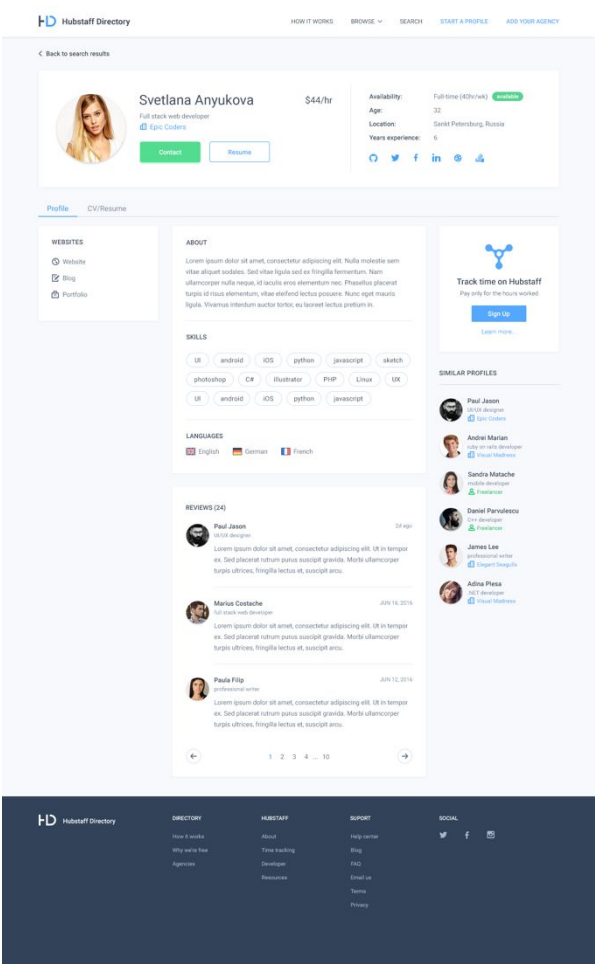 HD Hubstaff Directory
HOW IT WORKS
BROWSE
SEARCH
START A PROFILE
ADD YOUR AGENCY
Back to search results
Svetlana Anyukova
$44/hr
Full stack web developer
Epic Coders
Contact
Resume
Availability: Full-time (40hr/wk) available
Age: 32
Location: Sankt Petersburg, Russia
Years experience: 6
Profile
CV/Resume
WEBSITES
Website
Blog
Portfolio
ABOUT
Lorem ipsum dolor sit amet, consectetur adipiscing elit. Nulla molestie sem
vitae aliquet sodales. Sed vitae ligula sed ex fringilla fermentum. Nam
ullamcorper nulla neque, id iaculis eros elementum nec. Phasellus placerat
turpis id risus elementum, vitae eleifend lectus posuere. Nunc eget mauris
ligula. Vivamus interdum auctor tortor, eu laoreet lectus pretium in.
SKILLS
UI android iOS python javascript sketch
photoshop C# illustrator PHP Linux UX
UI android iOS python javascript
LANGUAGES
English German French
REVIEWS (24)
Paul Jason
2d ago
UI/UX designer
Lorem ipsum dolor sit amet, consectetur adipiscing elit. Ut in tempor
ex. Sed placerat rutrum purus suscipit gravida. Morbi ullamcorper
turpis ultrices, fringilla lectus et, suscipit arcu.
Marius Costache
JUN 16, 2016
full stack web developer
Lorem ipsum dolor sit amet, consectetur adipiscing elit. Ut in tempor
ex. Sed placerat rutrum purus suscipit gravida. Morbi ullamcorper
turpis ultrices, fringilla lectus et, suscipit arcu.
Paula Filip
JUN 12, 2016
professional writer
Lorem ipsum dolor sit amet, consectetur adipiscing elit. Ut in tempor
ex. Sed placerat rutrum purus suscipit gravida. Morbi ullamcorper
turpis ultrices, fringilla lectus et, suscipit arcu.
1 2 3 4 ... 10
Track time on Hubstaff
Pay only for the hours worked
Sign Up
Learn more..
SIMILAR PROFILES
Paul Jason
UI/UX designer
Epic Coders
Andrei Marian
ruby on rails developer
Visual Madness
Sandra Matache
mobile developer
Freelancer
Daniel Parvulescu
C++ developer
Freelancer
James Lee
professional writer
Elegant Seagulls
Adina Plesa
.NET developer
Visual Madness
HD Hubstaff Directory
DIRECTORY
How it works
Why we're free
Agencies
HUBSTAFF
About
Time tracking
Developer
Resources
SUPORT
Help center
Blog
FAQ
Email us
Terms
Privacy
SOCIAL